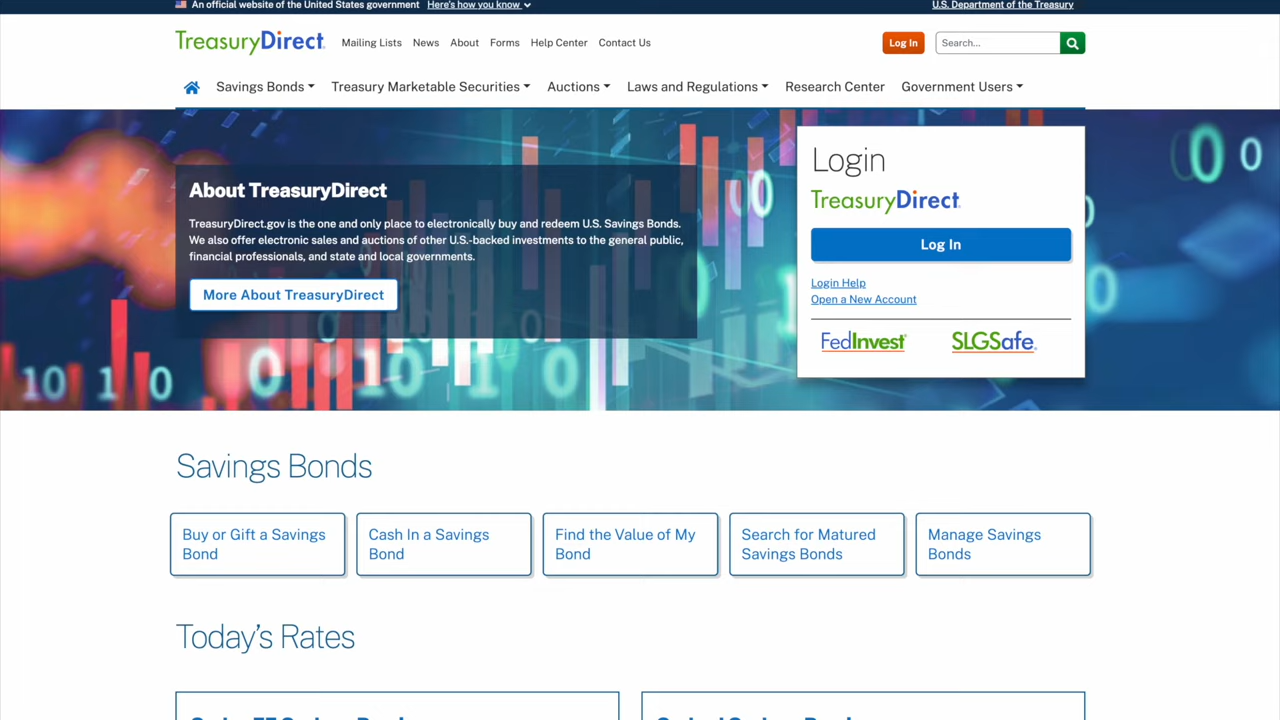 An official website of the United States government Here's how you know
U.S. Department of the Treasury
TreasuryDirect
Mailing Lists News About Forms Help Center Contact Us
Log In
Search...
Savings Bonds Treasury Marketable Securities Auctions Laws and Regulations Research Center Government Users
About TreasuryDirect
TreasuryDirect.gov is the one and only place to electronically buy and redeem U.S. Savings Bonds.
We also offer electronic sales and auctions of other U.S.-backed investments to the general public,
financial professionals, and state and local governments.
More About TreasuryDirect
Login
TreasuryDirect
Log In
Login Help
Open a New Account
FedInvest SLGSafe
Savings Bonds
Buy or Gift a Savings
Bond
Cash In a Savings
Bond
Find the Value of My
Bond
Search for Matured
Savings Bonds
Manage Savings
Bonds
Today's Rates